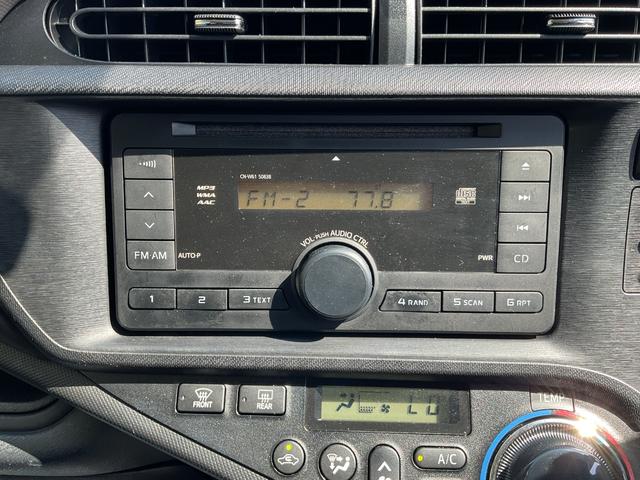 CN-W61 S0838
MP3
WMA
AAC
FM-2 77.8
FM·AM
AUTO-P
VOL·PUSH AUDIO CTRL
PWR
CD
1
2
3 TEXT
4 RAND
5 SCAN
6 RPT
FRONT
REAR
LO
TEMP
A/C